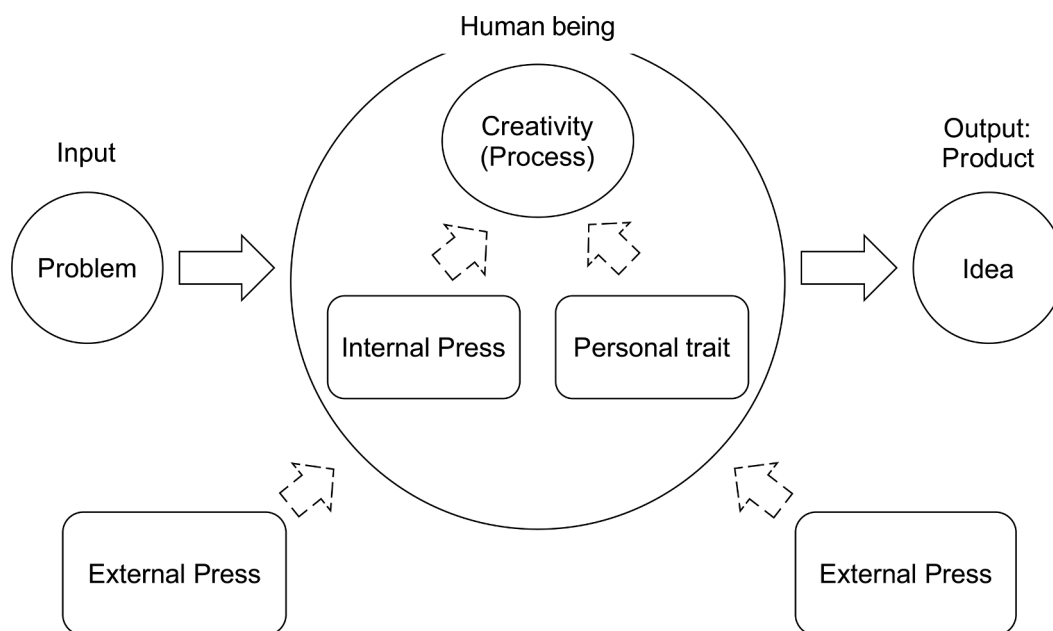 Human being
Creativity
(Process)
Input
Output:
Product
Problem
Idea
Internal Press
Personal trait
External Press
External Press